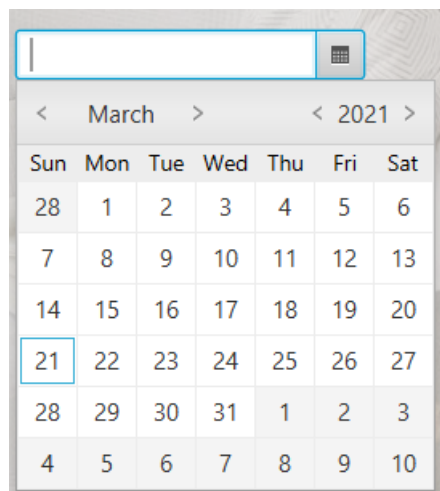 < March > < 2021 >
Sun Mon Tue Wed Thu Fri Sat
28 1 2 3 4 5 6
7 8 9 10 11 12 13
14 15 16 17 18 19 20
21 22 23 24 25 26 27
28 29 30 31 1 2 3
4 5 6 7 8 9 10